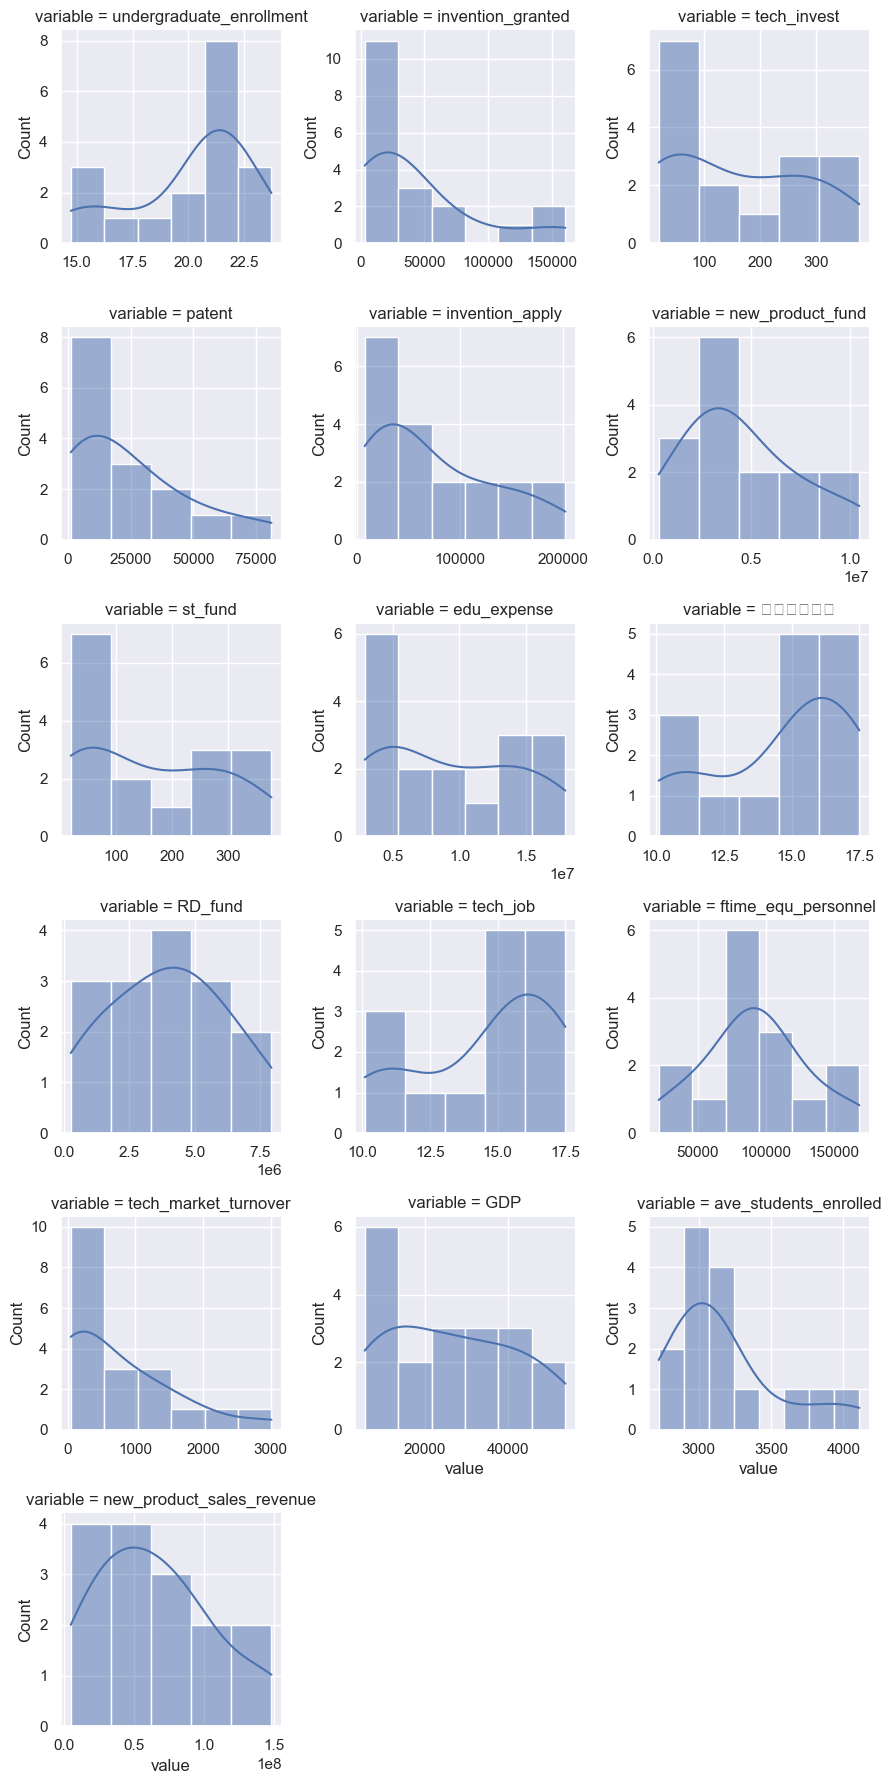 variable = undergraduate_enrollment
Count
0
2
4
6
8
15.0 17.5 20.0 22.5
variable = invention_granted
Count
0
2
4
6
8
10
0 50000 100000 150000
variable = tech_invest
Count
0
2
4
6
100 200 300
variable = patent
Count
0
2
4
6
8
0 25000 50000 75000
variable = invention_apply
Count
0
2
4
6
0 100000 200000
variable = new_product_fund
Count
0
2
4
6
0.0 0.5 1.0
1e7
variable = st_fund
Count
0
2
4
6
100 200 300
variable = edu_expense
Count
0
2
4
6
0.5 1.0 1.5
1e7
variable =
Count
0
1
2
3
4
5
10.0 12.5 15.0 17.5
variable = RD_fund
Count
0
1
2
3
4
0.0 2.5 5.0 7.5
1e6
variable = tech_job
Count
0
1
2
3
4
5
10.0 12.5 15.0 17.5
variable = ftime_equ_personnel
Count
0
2
4
6
50000 100000 150000
variable = tech_market_turnover
Count
0
2
4
6
8
10
0 1000 2000 3000
variable = GDP
Count
0
2
4
6
20000 40000
value
variable = ave_students_enrolled
Count
0
1
2
3
4
5
3000 3500 4000
value
variable = new_product_sales_revenue
Count
0
1
2
3
4
0.0 0.5 1.0 1.5
1e8
value